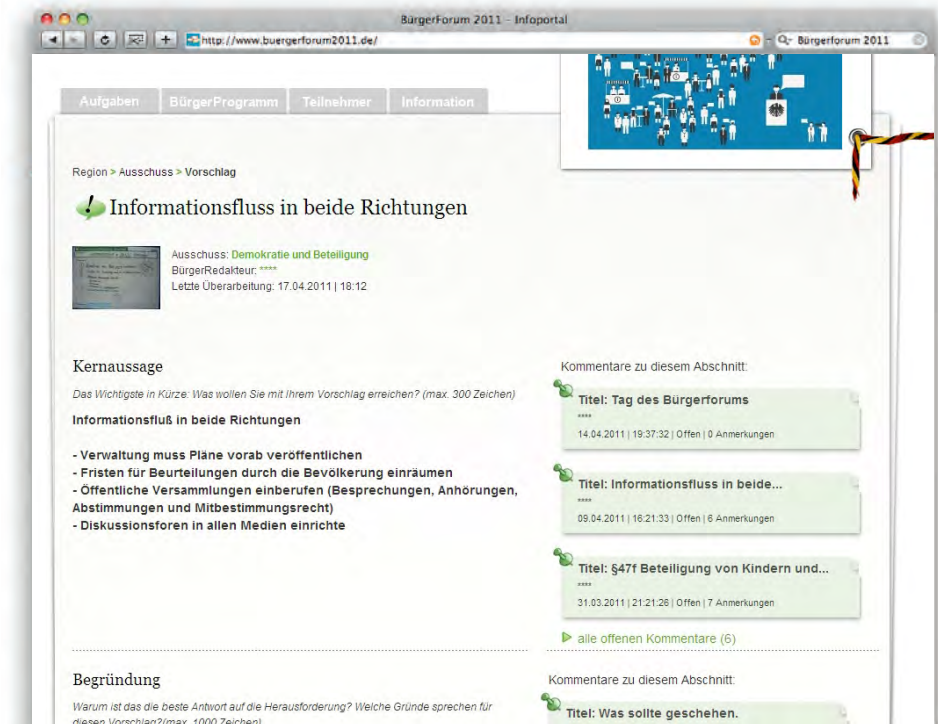 BürgerForum 2011 – Infoportal
http://www.buergerforum2011.de/
Bürgerforum 2011
Aufgaben
BürgerProgramm
Teilnehmer
Information
Region > Ausschuss > Vorschlag
Informationsfluss in beide Richtungen
Ausschuss: Demokratie und Beteiligung
BürgerRedakteur: ****
Letzte Überarbeitung: 17.04.2011 | 18:12
Kernaussage
Das Wichtigste in Kürze: Was wollen Sie mit Ihrem Vorschlag erreichen? (max. 300 Zeichen)
Informationsfluß in beide Richtungen
- Verwaltung muss Pläne vorab veröffentlichen
- Fristen für Beurteilungen durch die Bevölkerung einräumen
- Öffentliche Versammlungen einberufen (Besprechungen, Anhörungen,
Abstimmungen und Mitbestimmungsrecht)
- Diskussionsforen in allen Medien einrichte
Kommentare zu diesem Abschnitt:
Titel: Tag des Bürgerforums
****
14.04.2011 | 19:37:32 | Offen | 0 Anmerkungen
Titel: Informationsfluss in beide...
****
09.04.2011 | 16:21:33 | Offen | 6 Anmerkungen
Titel: §47f Beteiligung von Kindern und...
****
31.03.2011 | 21:21:26 | Offen | 7 Anmerkungen
alle offenen Kommentare (6)
Begründung
Warum ist das die beste Antwort auf die Herausforderung? Welche Gründe sprechen für
diesen Vorschlag?(max. 1000 Zeichen)
Kommentare zu diesem Abschnitt:
Titel: Was sollte geschehen.